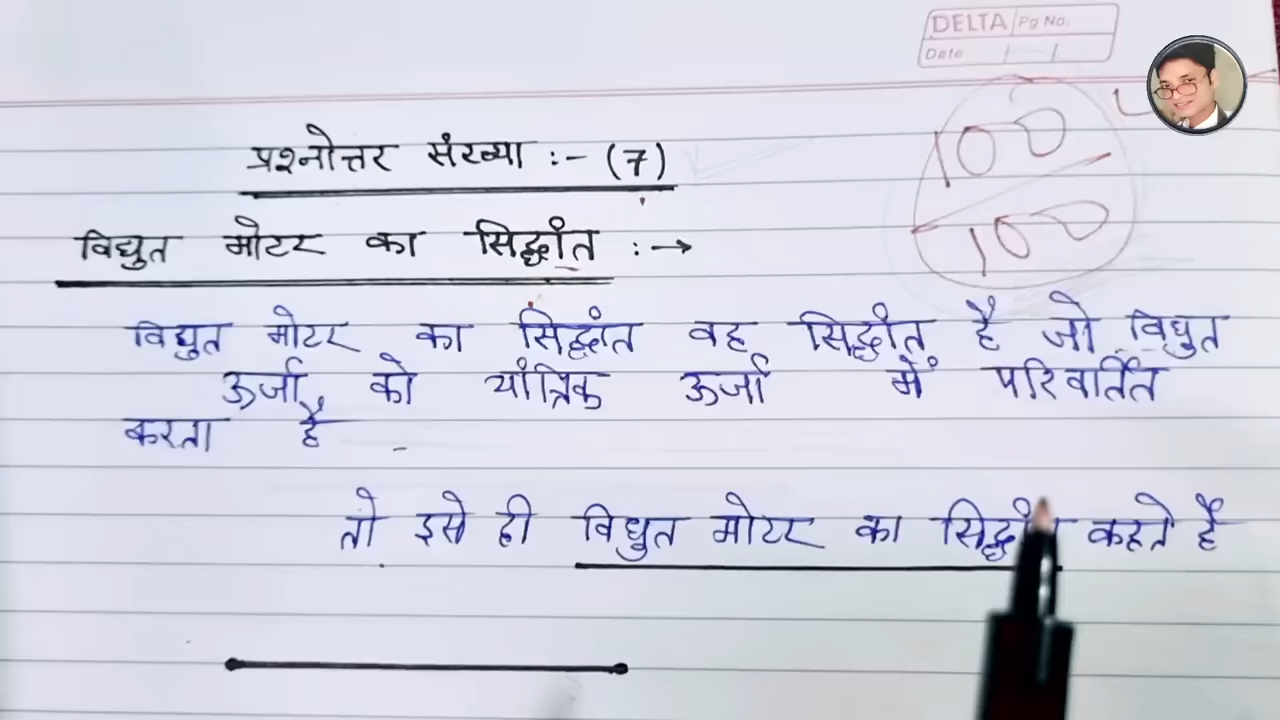 DELTA Pg No.
Date
100
100
प्रश्नोत्तर संख्या :- (7)
विद्युत मोटर का सिद्धांत :→
विद्युत मोटर का सिद्धांत वह सिद्धांत है जो विद्युत
ऊर्जा को यांत्रिक ऊर्जा में परिवर्तित
करता है
तो इसे ही विद्युत मोटर का सिद्धांत कहते है